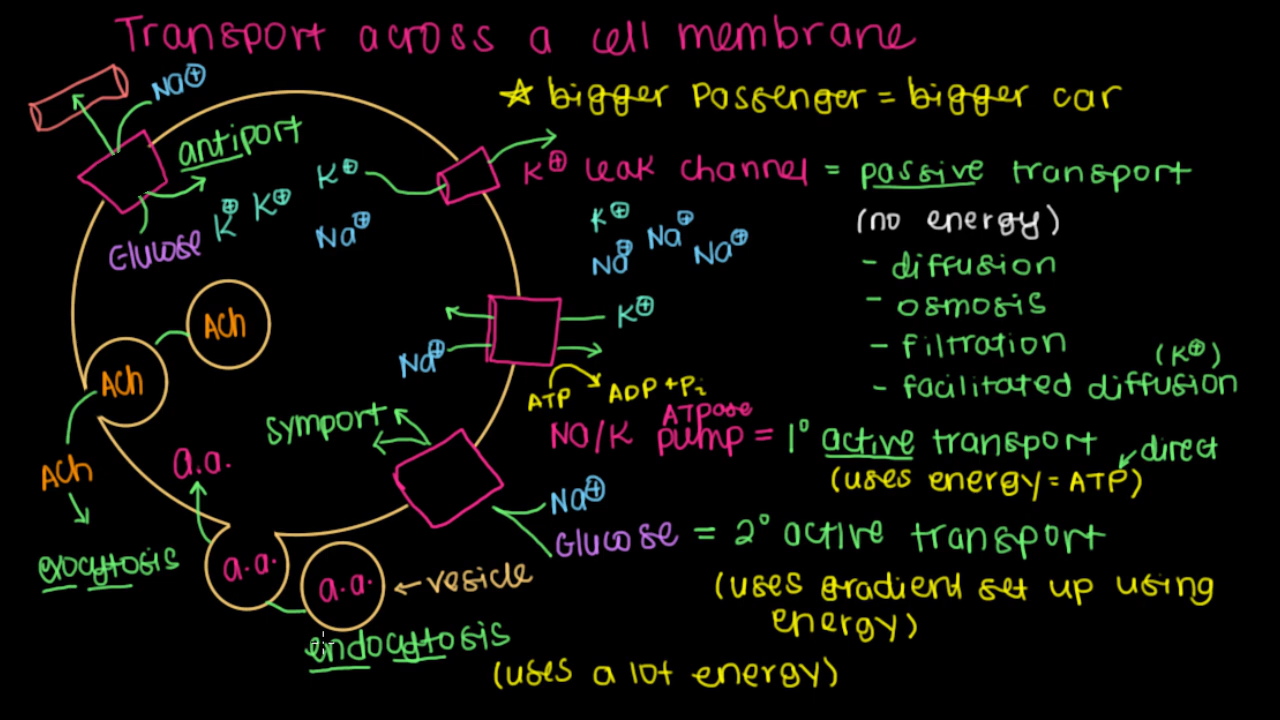 Transport across a cell membrane
Na⊕
☆ bigger passenger = bigger car
antiport
K⊕
K⊕ leak channel = passive transport
Glucose
K⊕ K⊕
Na⊕
K⊕
Na⊕ Na⊕ Na⊕
(no energy)
- diffusion
- osmosis
- filtration
(K⊕)
- facilitated diffusion
ACh
ACh
K⊕
Na⊕
ATP
ADP + Pi
ATPase
Na/K pump = 1° active transport
direct
(uses energy = ATP)
symport
ACh
a.a.
Na⊕
Glucose = 2° active transport
(uses gradient set up using
energy)
exocytosis
a.a.
a.a.
← vesicle
endocytosis
(uses a lot energy)